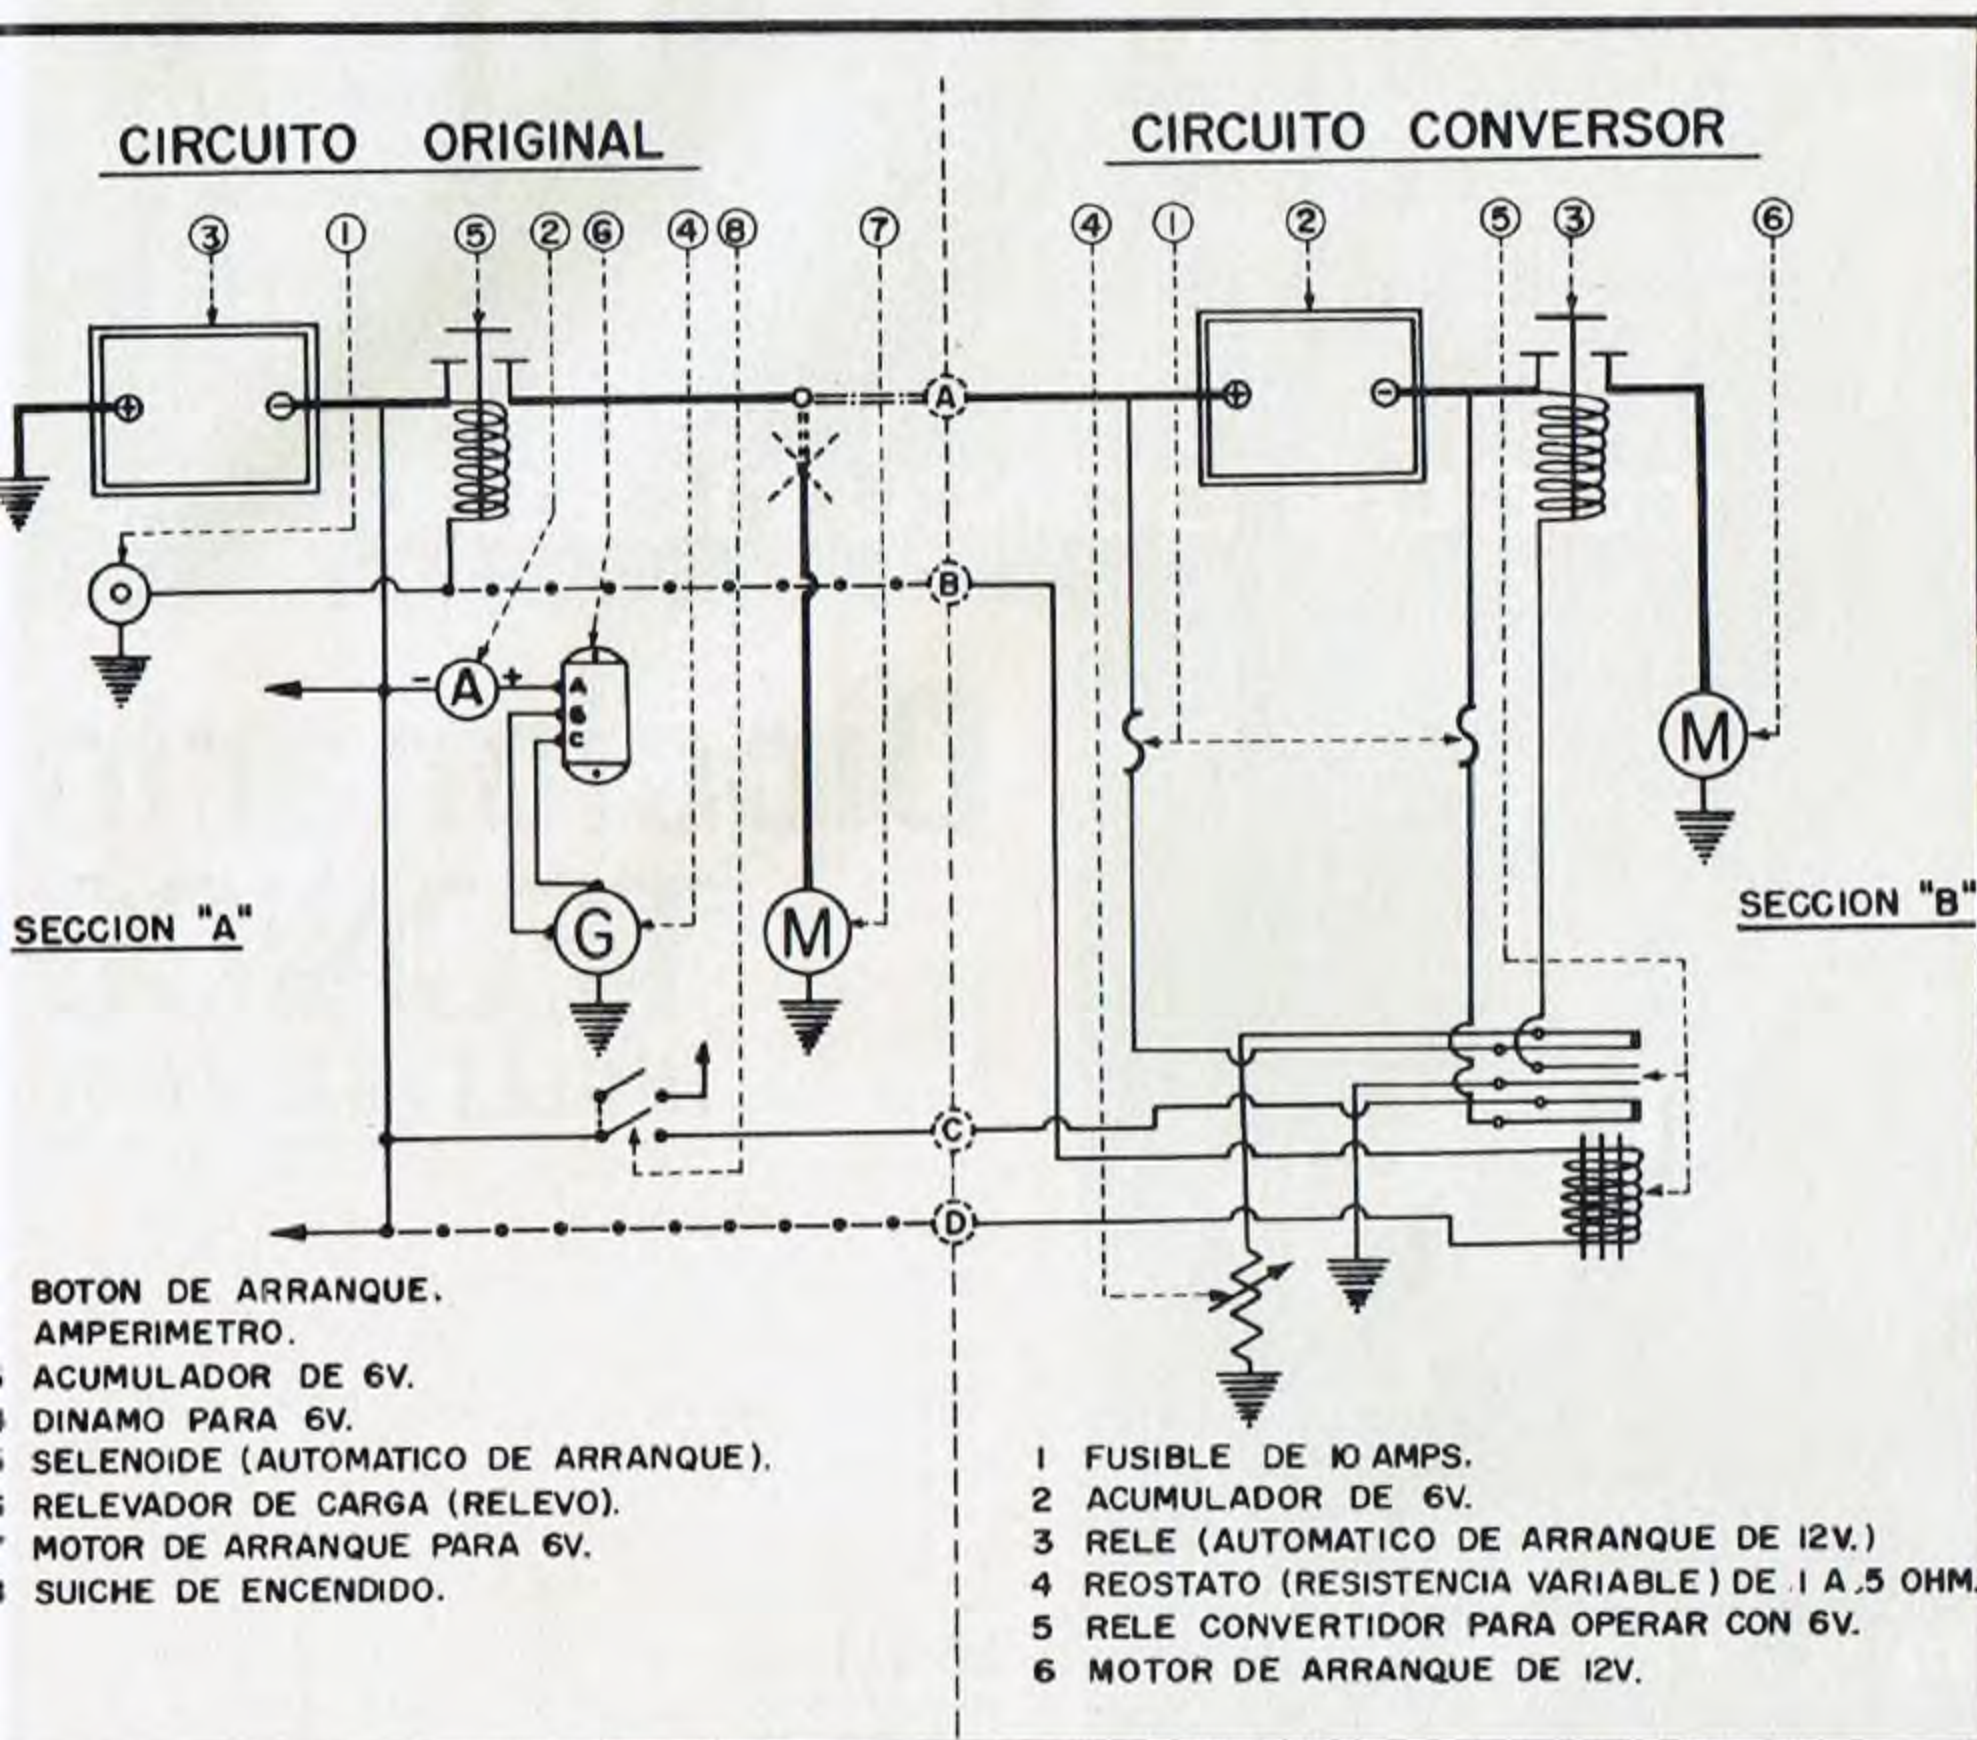 CIRCUITO ORIGINAL
CIRCUITO CONVERSOR
3 1 5 2 6 4 8 7
4 1 2 5 3 6
+ -
A
+ -
B
- A +
A
B
C
G
M
M
SECCION "A"
SECCION "B"
C
D
BOTON DE ARRANQUE.
AMPERIMETRO.
ACUMULADOR DE 6V.
DINAMO PARA 6V.
SELENOIDE (AUTOMATICO DE ARRANQUE).
RELEVADOR DE CARGA (RELEVO).
MOTOR DE ARRANQUE PARA 6V.
SUICHE DE ENCENDIDO.
1 FUSIBLE DE 10 AMPS.
2 ACUMULADOR DE 6V.
3 RELE (AUTOMATICO DE ARRANQUE DE 12V.)
4 REOSTATO (RESISTENCIA VARIABLE) DE .1 A .5 OHM.
5 RELE CONVERTIDOR PARA OPERAR CON 6V.
6 MOTOR DE ARRANQUE DE 12V.